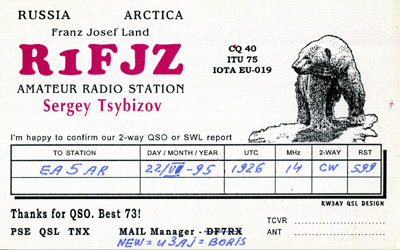 RUSSIA ARCTICA
Franz Josef Land
R1FJZ
CQ 40
ITU 75
IOTA EU-019
AMATEUR RADIO STATION
Sergey Tsybizov
I'm happy to confirm our 2-way QSO or SWL report
TO STATION DAY / MONTH / YEAR UTC MHz 2-WAY RST
EA5AR 22/VII-95 1926 14 CW 599
RW3AY QSL DESIGN
Thanks for QSO. Best 73!
TCVR
PSE QSL TNX MAIL Manager - DF7RX ANT
NEW = U3AJ = BORIS